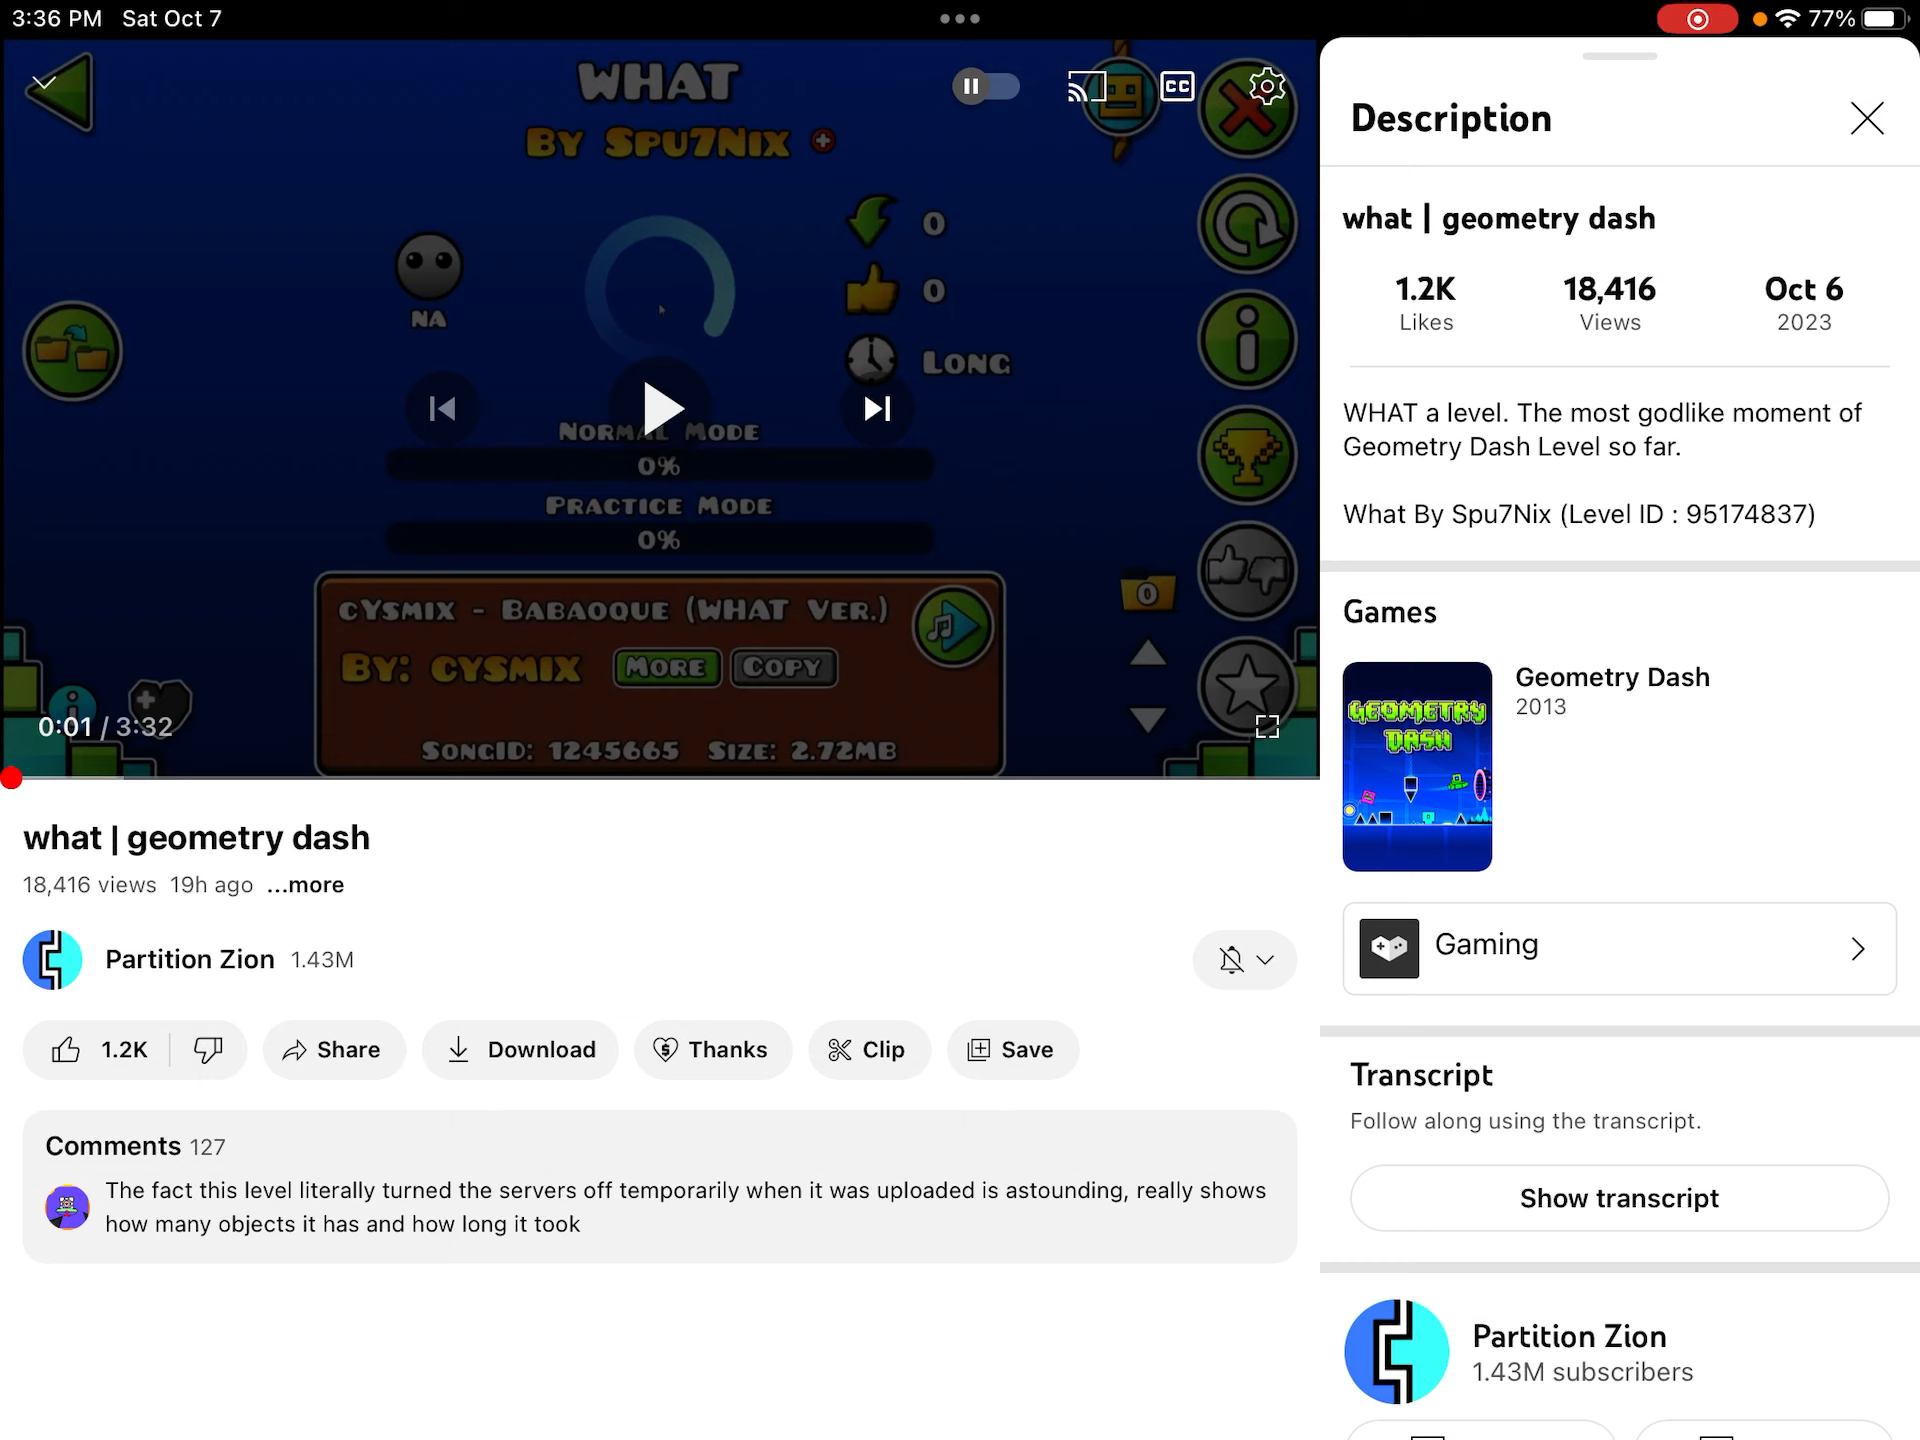 3:36 PM Sat Oct 7
77%
WHAT
By Spu7Nix
CC
0
NA
0
Long
Normal Mode
0%
Practice Mode
0%
0
cYsmix - Babaoque (WHAT Ver.)
By: cYsmix More Copy
0:01 / 3:32
SongID: 1245665 Size: 2.72MB
what | geometry dash
18,416 views 19h ago ...more
Partition Zion 1.43M
1.2K Share Download Thanks Clip Save
Comments 127
The fact this level literally turned the servers off temporarily when it was uploaded is astounding, really shows
how many objects it has and how long it took
Description
what | geometry dash
1.2K 18,416 Oct 6
Likes Views 2023
WHAT a level. The most godlike moment of
Geometry Dash Level so far.
What By Spu7Nix (Level ID : 95174837)
Games
GEOMETRY
DASH
Geometry Dash
2013
Gaming
Transcript
Follow along using the transcript.
Show transcript
Partition Zion
1.43M subscribers